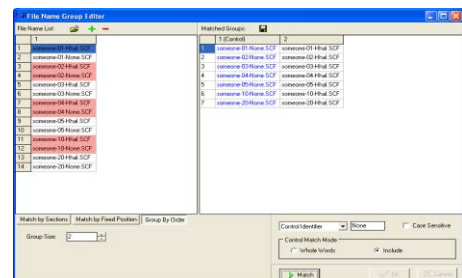 File Name Group Editor
File Name List:
Matched Groups:
1
1 someone-01-Hhal.SCF
2 someone-01-None.SCF
3 someone-02-Hhal.SCF
4 someone-02-None.SCF
5 someone-03-Hhal.SCF
6 someone-03-None.SCF
7 someone-04-Hhal.SCF
8 someone-04-None.SCF
9 someone-05-Hhal.SCF
10 someone-05-None.SCF
11 someone-10-Hhal.SCF
12 someone-10-None.SCF
13 someone-20-Hhal.SCF
14 someone-20-None.SCF
1 (Control) 2
1 someone-01-None.SCF someone-01-Hhal.SCF
2 someone-02-None.SCF someone-02-Hhal.SCF
3 someone-03-None.SCF someone-03-Hhal.SCF
4 someone-04-None.SCF someone-04-Hhal.SCF
5 someone-05-None.SCF someone-05-Hhal.SCF
6 someone-10-None.SCF someone-10-Hhal.SCF
7 someone-20-None.SCF someone-20-Hhal.SCF
Match by Sections Match by Fixed Position Group By Order
Group Size: 2
Control Identifier None Case Sensitive
Control Match Mode
Whole Words Include
Match OK Cancel